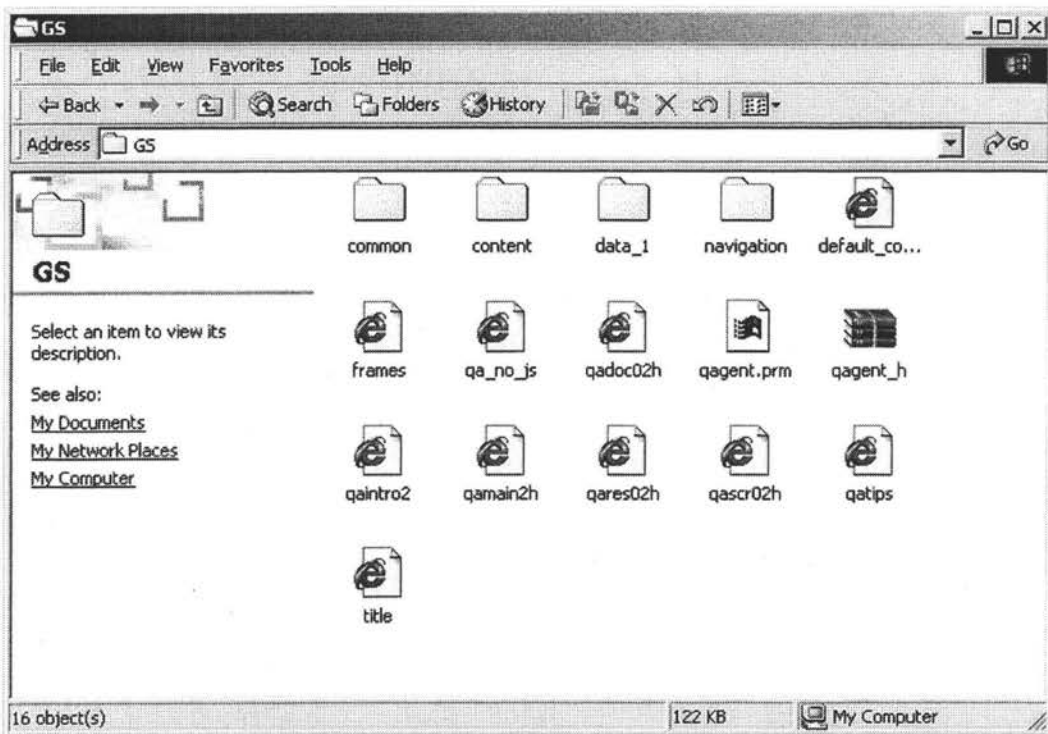 GS
File Edit View Favorites Tools Help
Back Search Folders History
Address GS Go
GS
Select an item to view its
description.
See also:
My Documents
My Network Places
My Computer
common content data_1 navigation default_co...
frames qa_no_js qadoc02h qagent.prm qagent_h
qaintro2 qamain2h qares02h qascr02h qatips
title
16 object(s) 122 KB My Computer